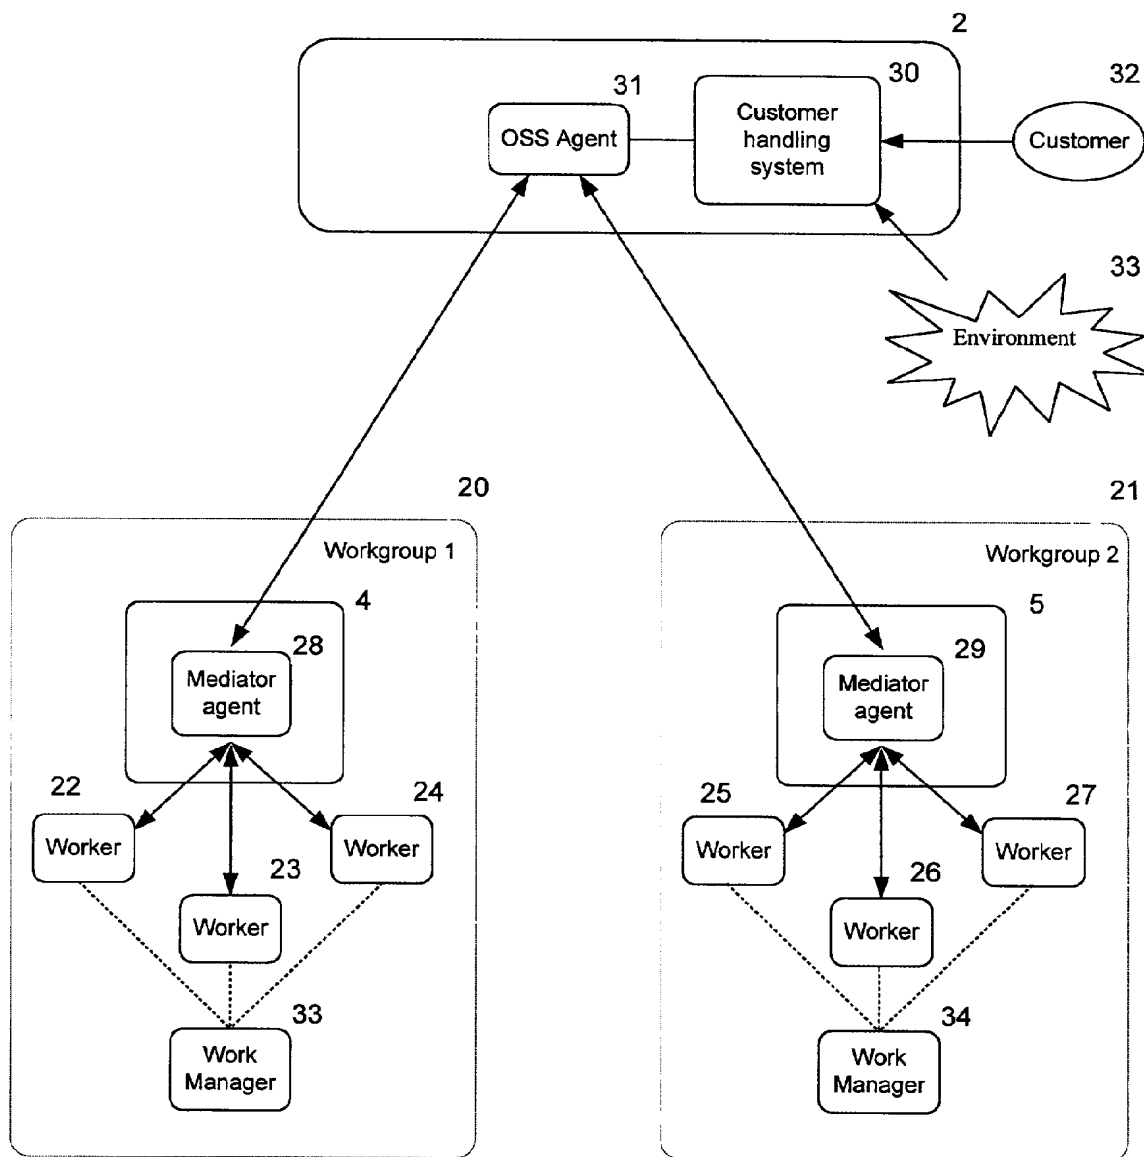 2
30
32
31
Customer
handling
system
OSS Agent
Customer
33
Environment
20
21
Workgroup 1
Workgroup 2
4
5
28
29
Mediator
agent
Mediator
agent
22
24
25
27
Worker
Worker
Worker
Worker
23
26
Worker
Worker
33
34
Work
Manager
Work
Manager